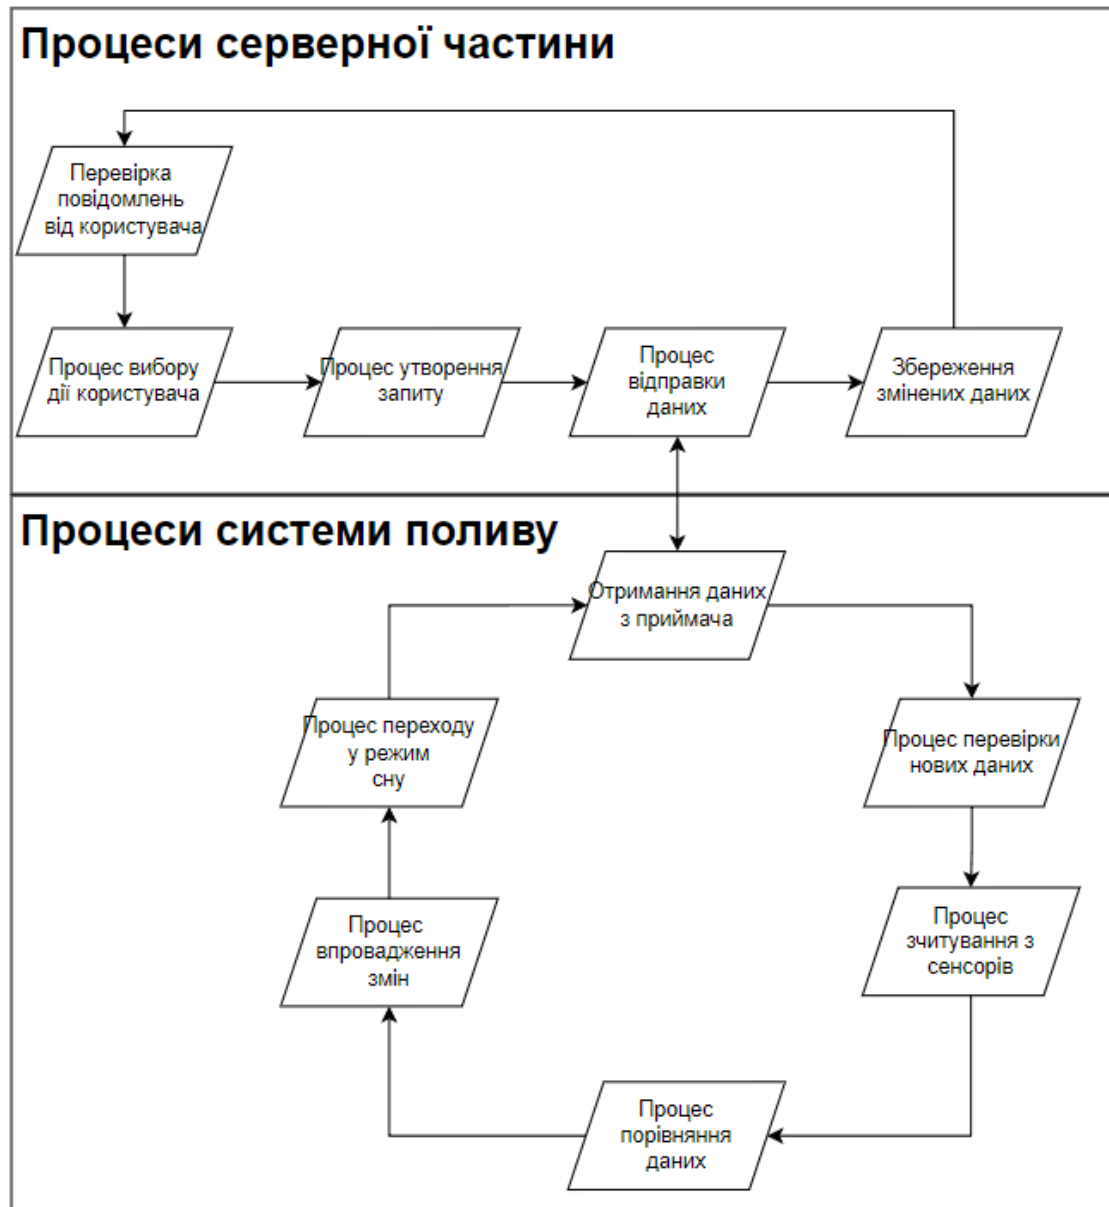 Процеси серверної частини
Перевірка
повідомлень
від користувача
Процес вибору
дії користувача
Процес утворення
запиту
Процес
відправки
даних
Збереження
змінених даних
Процеси системи поливу
Отримання даних
з приймача
Процес переходу
у режим
сну
Процес перевірки
нових даних
Процес
впровадження
змін
Процес
зчитування з
сенсорів
Процес
порівняння
даних